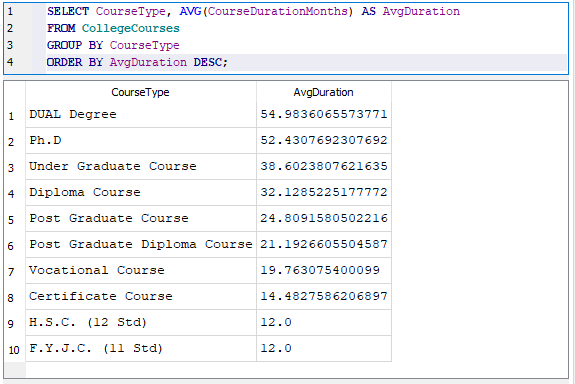 1 SELECT CourseType, AVG(CourseDurationMonths) AS AvgDuration
2 FROM CollegeCourses
3 GROUP BY CourseType
4 ORDER BY AvgDuration DESC;
CourseType AvgDuration
1 DUAL Degree 54.9836065573771
2 Ph.D 52.4307692307692
3 Under Graduate Course 38.6023807621635
4 Diploma Course 32.1285225177772
5 Post Graduate Course 24.8091580502216
6 Post Graduate Diploma Course 21.1926605504587
7 Vocational Course 19.763075400099
8 Certificate Course 14.4827586206897
9 H.S.C. (12 Std) 12.0
10 F.Y.J.C. (11 Std) 12.0